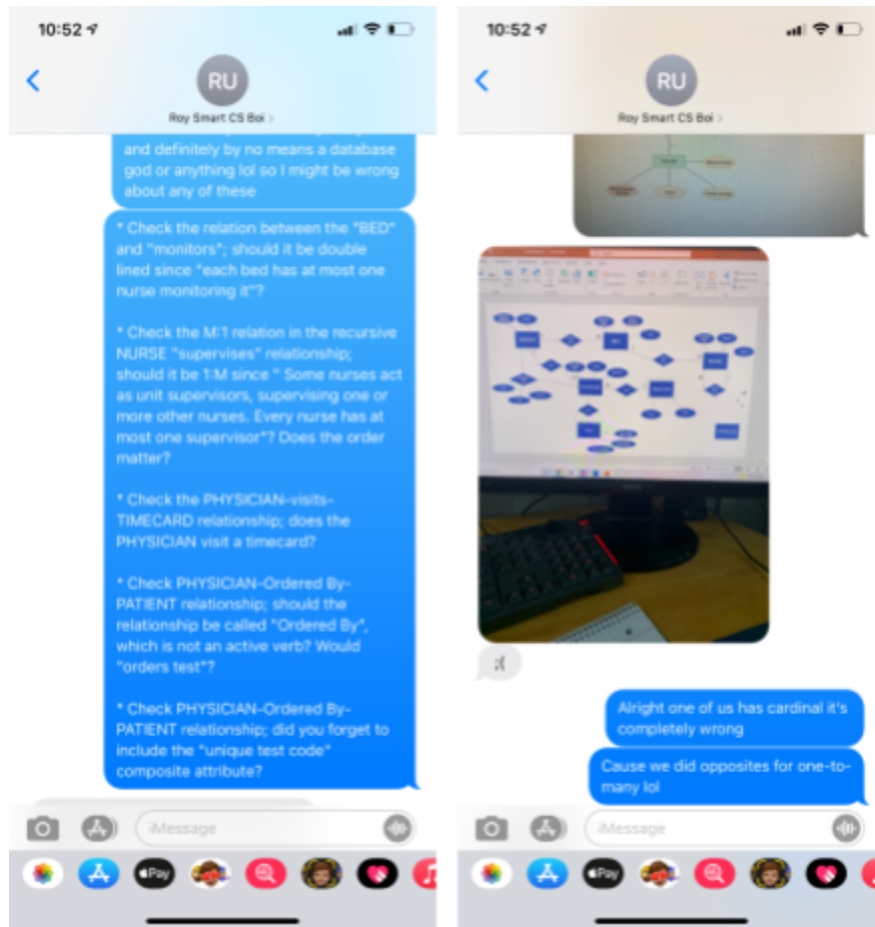 10:52
RU
Roy Smart CS Boi >
and definitely by no means a database
god or anything lol so I might be wrong
about any of these
* Check the relation between the "BED"
and "monitors"; should it be double
lined since "each bed has at most one
nurse monitoring it"?
* Check the M:1 relation in the recursive
NURSE "supervises" relationship;
should it be 1:M since " Some nurses act
as unit supervisors, supervising one or
more other nurses. Every nurse has at
most one supervisor"? Does the order
matter?
* Check the PHYSICIAN-visits-
TIMECARD relationship; does the
PHYSICIAN visit a timecard?
* Check PHYSICIAN-Ordered By-
PATIENT relationship; should the
relationship be called "Ordered By",
which is not an active verb? Would
"orders test"?
* Check PHYSICIAN-Ordered By-
PATIENT relationship; did you forget to
include the "unique test code"
composite attribute?
iMessage
Pay
10:52
RU
Roy Smart CS Boi >
;(
Alright one of us has cardinal it's
completely wrong
Cause we did opposites for one-to-
many lol
iMessage
Pay